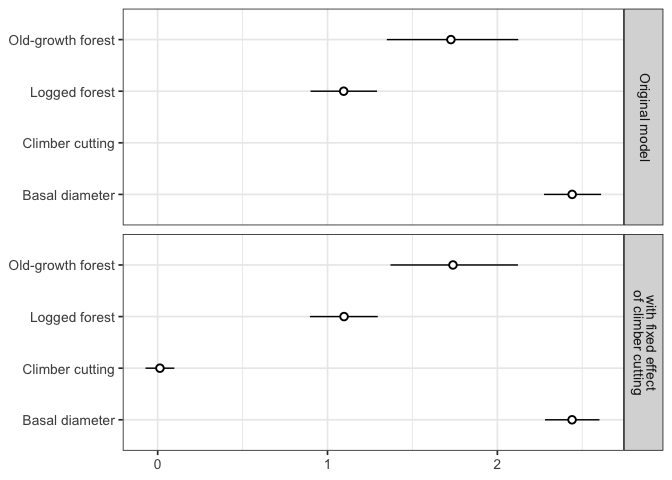 Old-growth forest
Logged forest
Climber cutting
Basal diameter
Original model
Old-growth forest
Logged forest
Climber cutting
Basal diameter
with fixed effect
of climber cutting
0
1
2